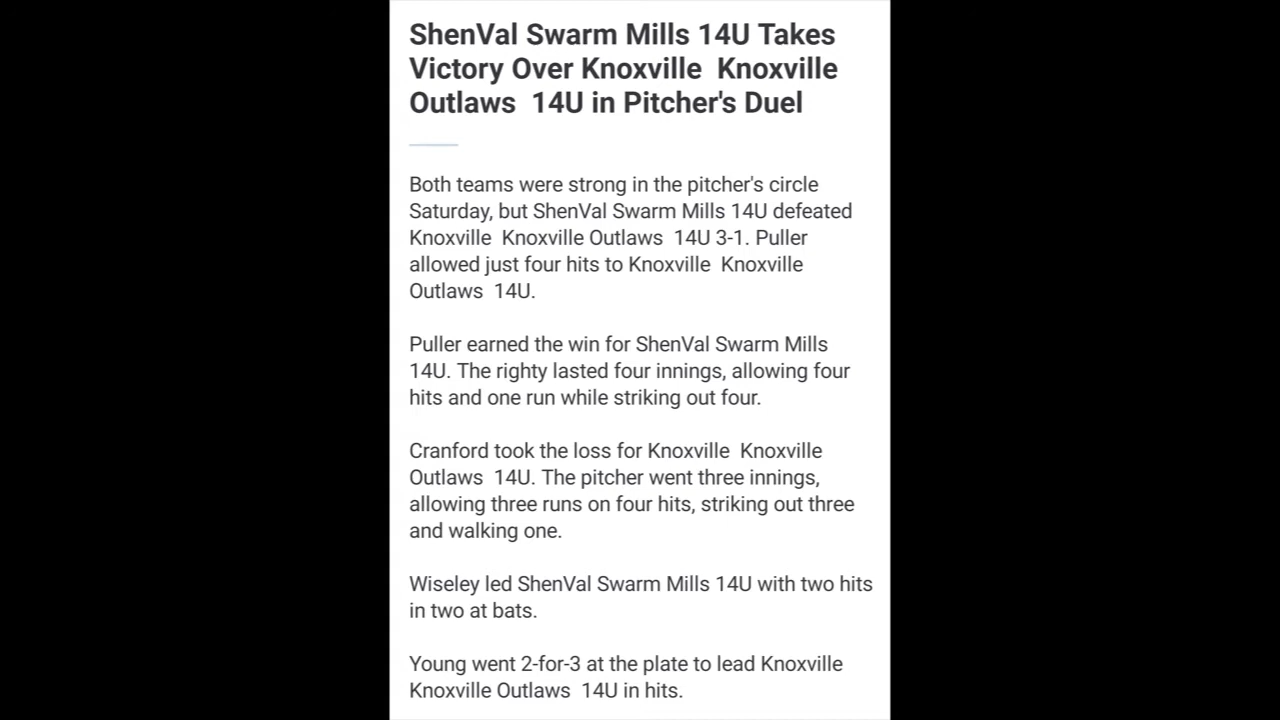 ShenVal Swarm Mills 14U Takes
Victory Over Knoxville  Knoxville
Outlaws  14U in Pitcher's Duel
Both teams were strong in the pitcher's circle
Saturday, but ShenVal Swarm Mills 14U defeated
Knoxville  Knoxville Outlaws  14U 3-1. Puller
allowed just four hits to Knoxville  Knoxville
Outlaws  14U.
Puller earned the win for ShenVal Swarm Mills
14U. The righty lasted four innings, allowing four
hits and one run while striking out four.
Cranford took the loss for Knoxville  Knoxville
Outlaws  14U. The pitcher went three innings,
allowing three runs on four hits, striking out three
and walking one.
Wiseley led ShenVal Swarm Mills 14U with two hits
in two at bats.
Young went 2-for-3 at the plate to lead Knoxville
Knoxville Outlaws  14U in hits.